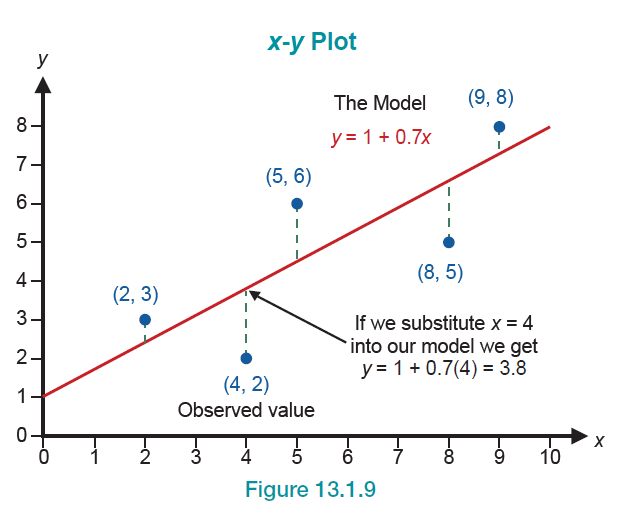 x-y Plot
y
The Model
(9, 8)
y = 1 + 0.7x
8
7
(5, 6)
6
5
(8, 5)
4
(2, 3)
3
If we substitute x = 4
into our model we get
y = 1 + 0.7(4) = 3.8
2
(4, 2)
1
Observed value
0
x
0 1 2 3 4 5 6 7 8 9 10
Figure 13.1.9